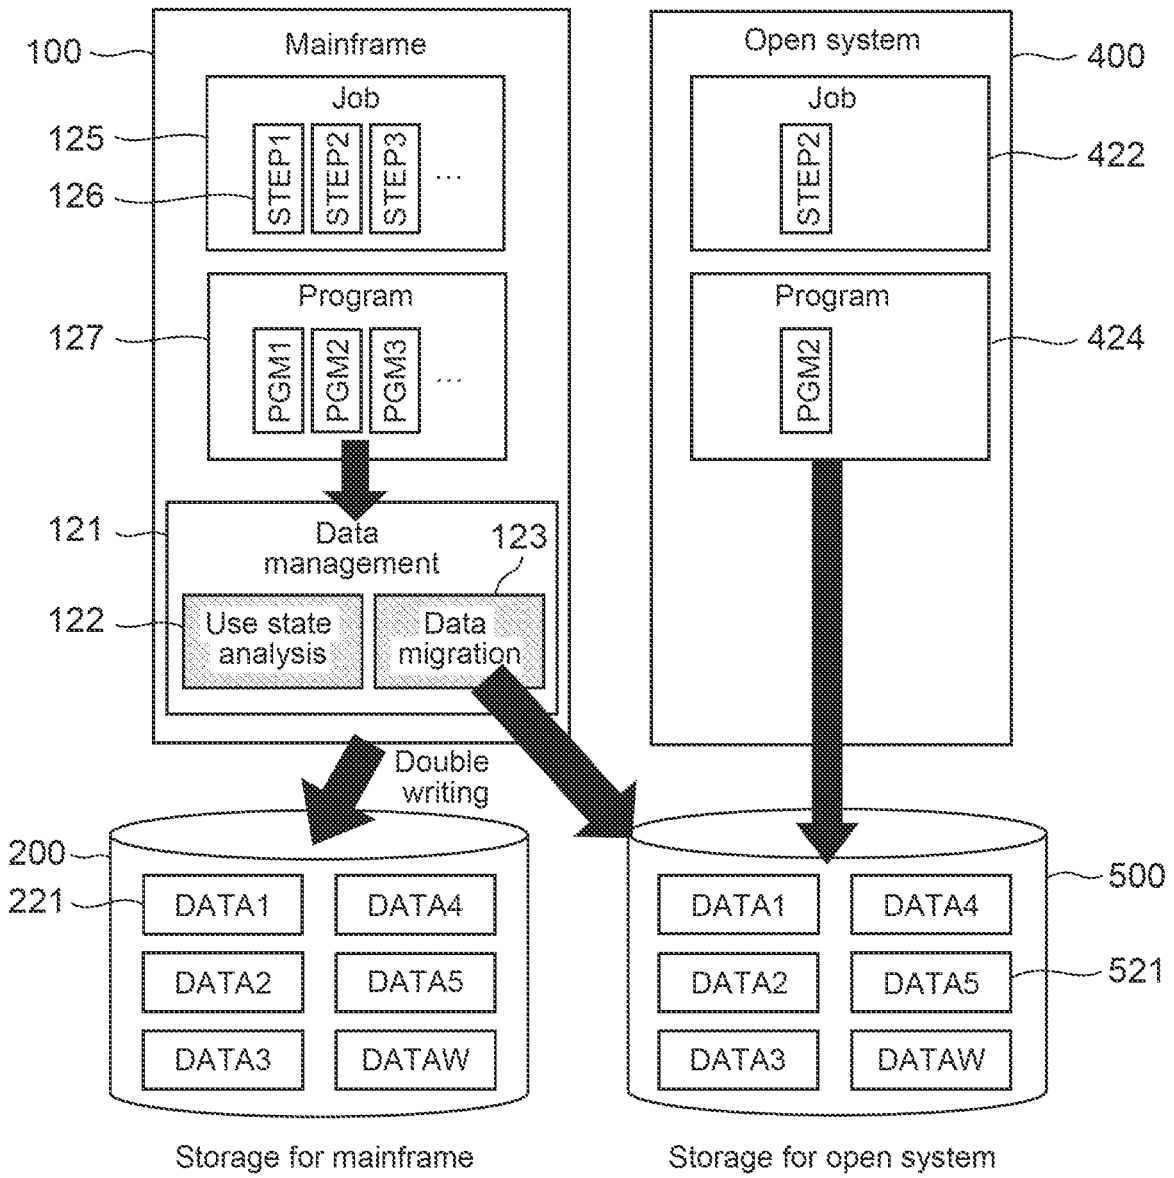 100
Mainframe
Job
125
126
STEP1
STEP2
STEP3
...
Program
127
PGM1
PGM2
PGM3
...
121
Data
management
123
122
Use state
analysis
Data
migration
Open system
400
Job
422
STEP2
Program
424
PGM2
Double
writing
200
221
DATA1
DATA4
DATA2
DATA5
DATA3
DATAW
Storage for mainframe
500
521
DATA1
DATA4
DATA2
DATA5
DATA3
DATAW
Storage for open system